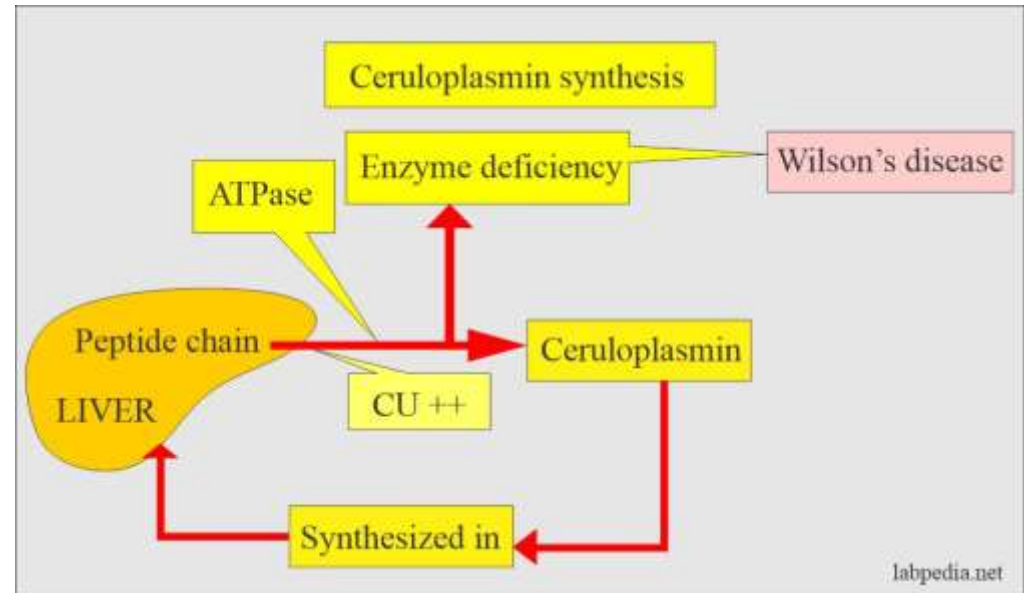 Ceruloplasmin synthesis
Enzyme deficiency
Wilson's disease
ATPase
Peptide chain
Ceruloplasmin
CU ++
LIVER
Synthesized in
labpedia.net